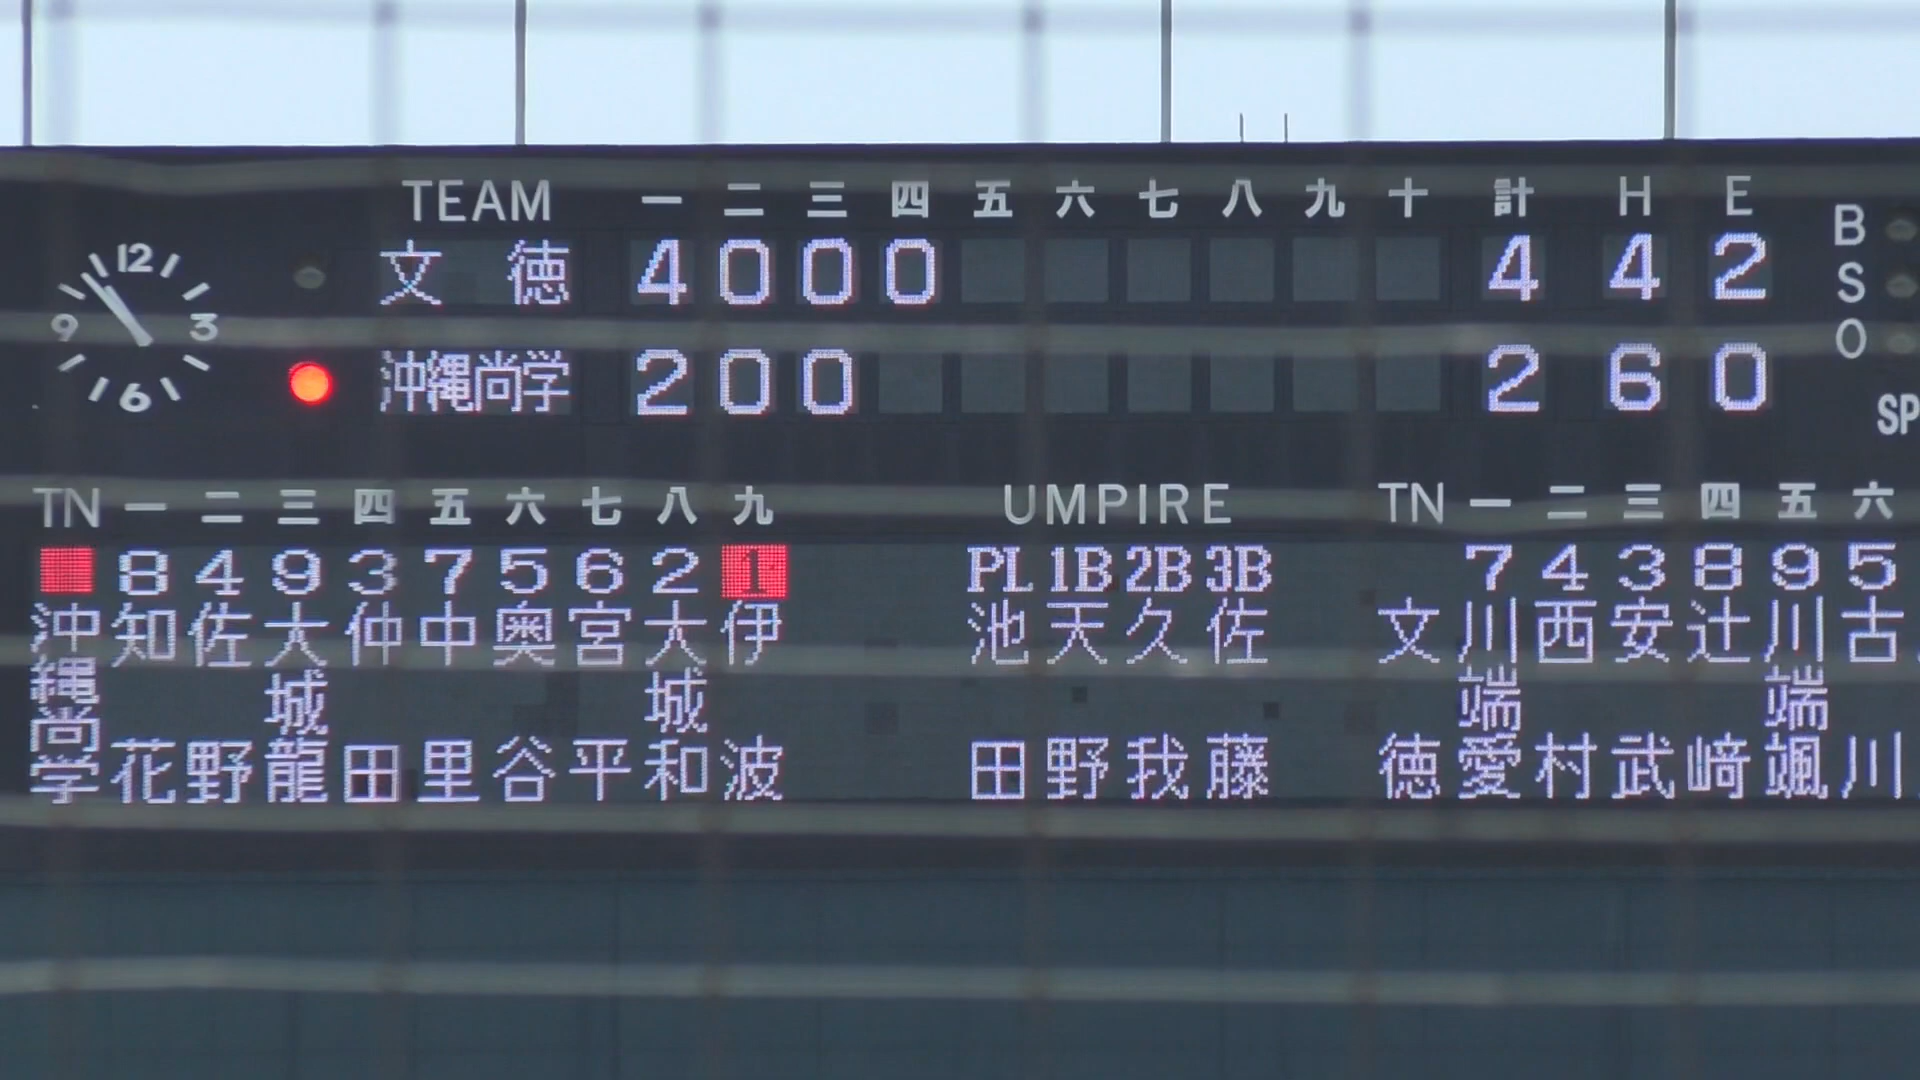 TEAM 一 二 三 四 五 六 七 八 九 十 計 H E
文徳 4 0 0 0 4 4 2
沖縄尚学 2 0 0 2 6 0
B
S
O
SP
12
3
6
9
TN 一 二 三 四 五 六 七 八 九
8 4 9 3 7 5 6 2 1
沖縄尚学
知花
佐野
大城龍
仲田
中里
奥谷
宮平
大城和
伊波
UMPIRE
PL 1B 2B 3B
池田
天野
久我
佐藤
TN 一 二 三 四 五 六
7 4 3 8 9 5
文徳
川端愛
西村
安武
辻﨑
川端颯
古川